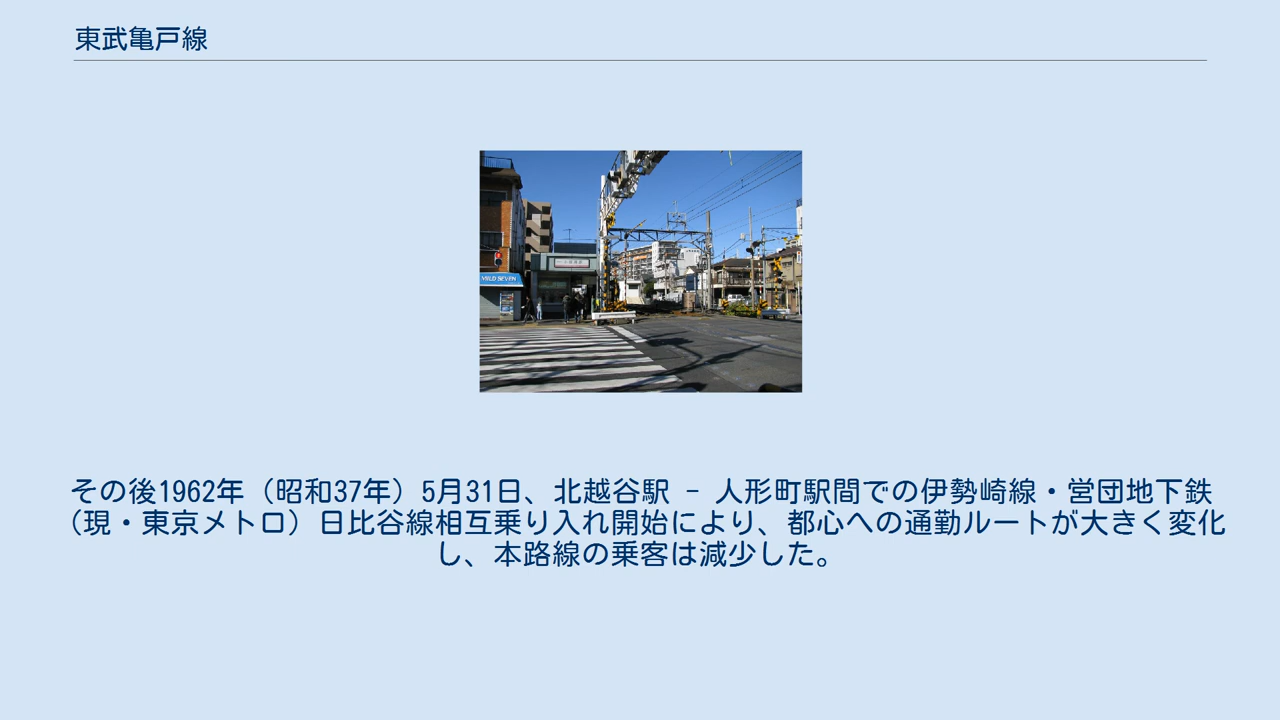 東武亀戸線
MILD SEVEN
その後1962年（昭和37年）5月31日、北越谷駅 - 人形町駅間での伊勢崎線・営団地下鉄
（現・東京メトロ）日比谷線相互乗り入れ開始により、都心への通勤ルートが大きく変化
し、本路線の乗客は減少した。